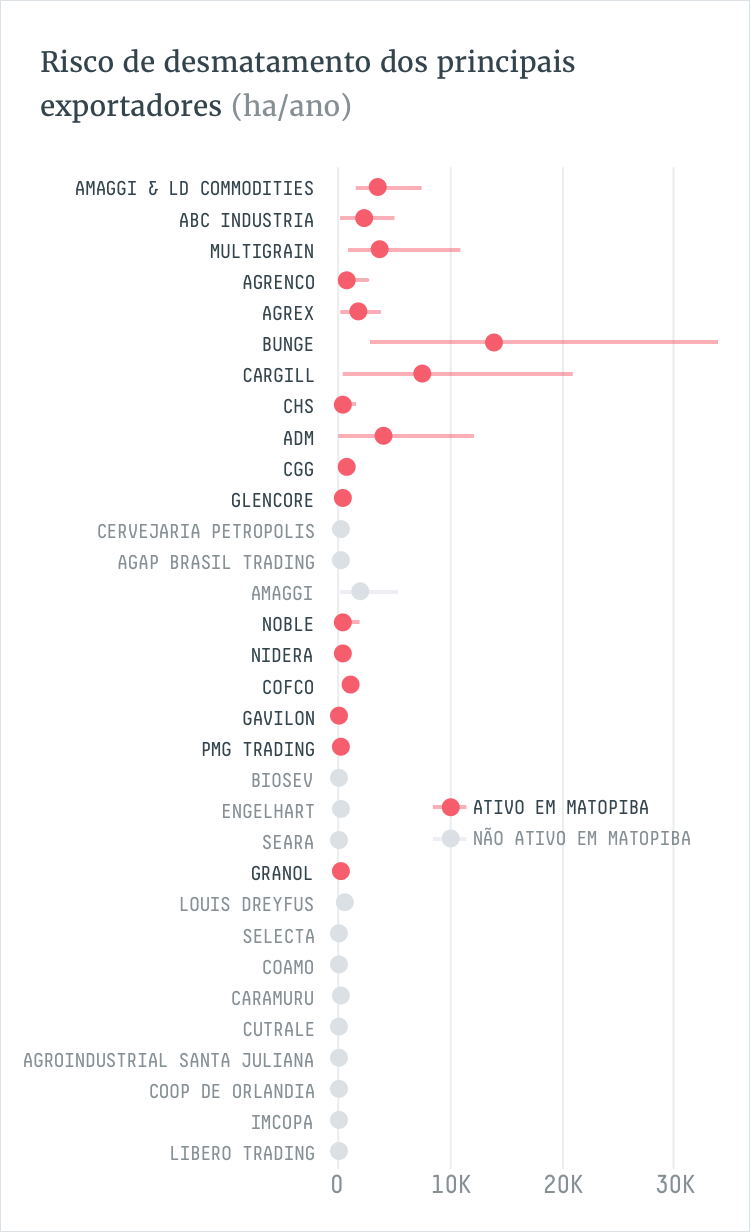 Risco de desmatamento dos principais
exportadores (ha/ano)
AMAGGI & LD COMMODITIES
ABC INDUSTRIA
MULTIGRAIN
AGRENCO
AGREX
BUNGE
CARGILL
CHS
ADM
CGG
GLENCORE
CERVEJARIA PETROPOLIS
AGAP BRASIL TRADING
AMAGGI
NOBLE
NIDERA
COFCO
GAVILON
PMG TRADING
BIOSEV
ENGELHART
ATIVO EM MATOPIBA
SEARA
NÃO ATIVO EM MATOPIBA
GRANOL
LOUIS DREYFUS
SELECTA
COAMO
CARAMURU
CUTRALE
AGROINDUSTRIAL SANTA JULIANA
COOP DE ORLANDIA
IMCOPA
LIBERO TRADING
0 10K 20K 30K